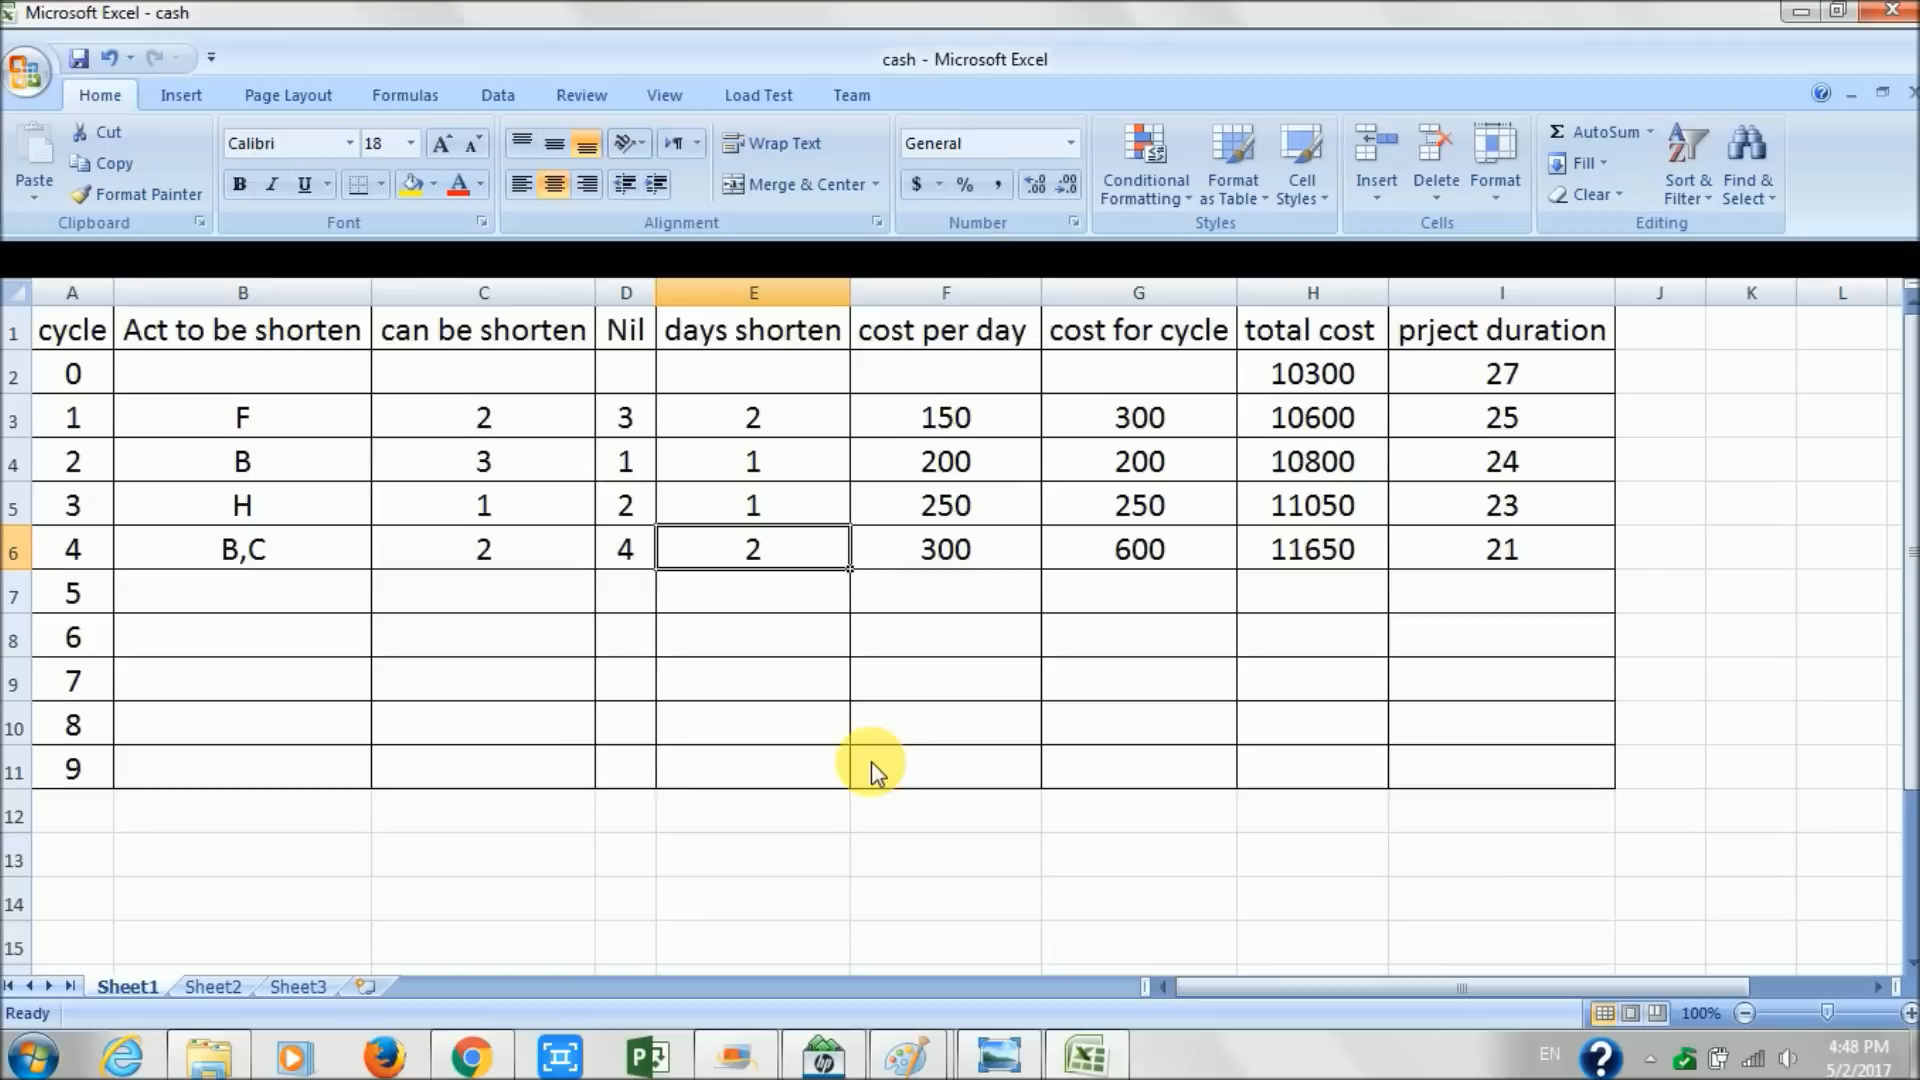 Microsoft Excel - cash
cash - Microsoft Excel
Home Insert Page Layout Formulas Data Review View Load Test Team
Paste
Cut
Copy
Format Painter
Clipboard
Calibri 18
B I U
Font
Wrap Text
Merge & Center
Alignment
General
$ % ,
Number
Conditional Formatting
Format as Table
Cell Styles
Styles
Insert Delete Format
Cells
Σ AutoSum
Fill
Clear
Sort & Filter
Find & Select
Editing
A B C D E F G H I J K L
1 cycle Act to be shorten can be shorten Nil days shorten cost per day cost for cycle total cost prject duration
2 0 10300 27
3 1 F 2 3 2 150 300 10600 25
4 2 B 3 1 1 200 200 10800 24
5 3 H 1 2 1 250 250 11050 23
6 4 B,C 2 4 2 300 600 11650 21
7 5
8 6
9 7
10 8
11 9
12
13
14
15
Sheet1 Sheet2 Sheet3
Ready 100%
EN 4:48 PM
5/2/2017